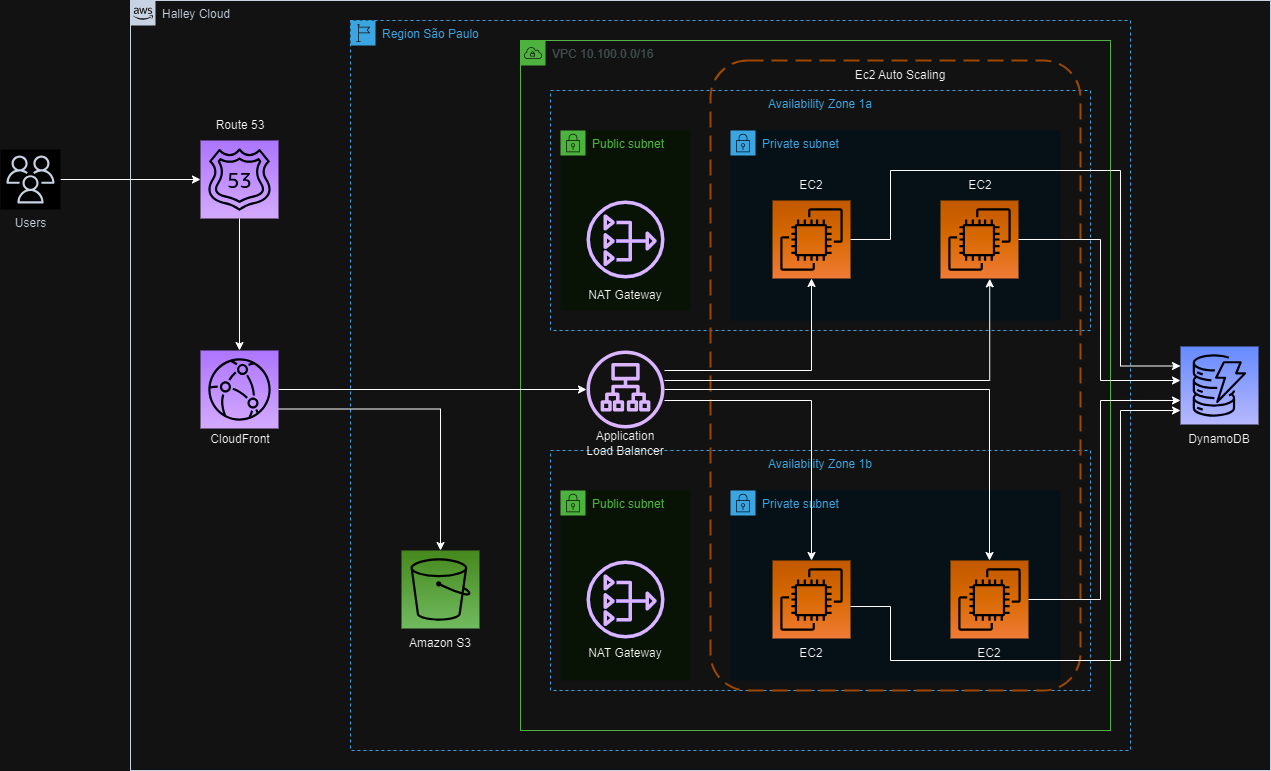 aws
Halley Cloud
Region São Paulo
VPC 10.100.0.0/16
Ec2 Auto Scaling
Availability Zone 1a
Route 53
53
Public subnet
Private subnet
EC2
EC2
Users
NAT Gateway
CloudFront
Application
Load Balancer
DynamoDB
Availability Zone 1b
Public subnet
Private subnet
Amazon S3
NAT Gateway
EC2
EC2